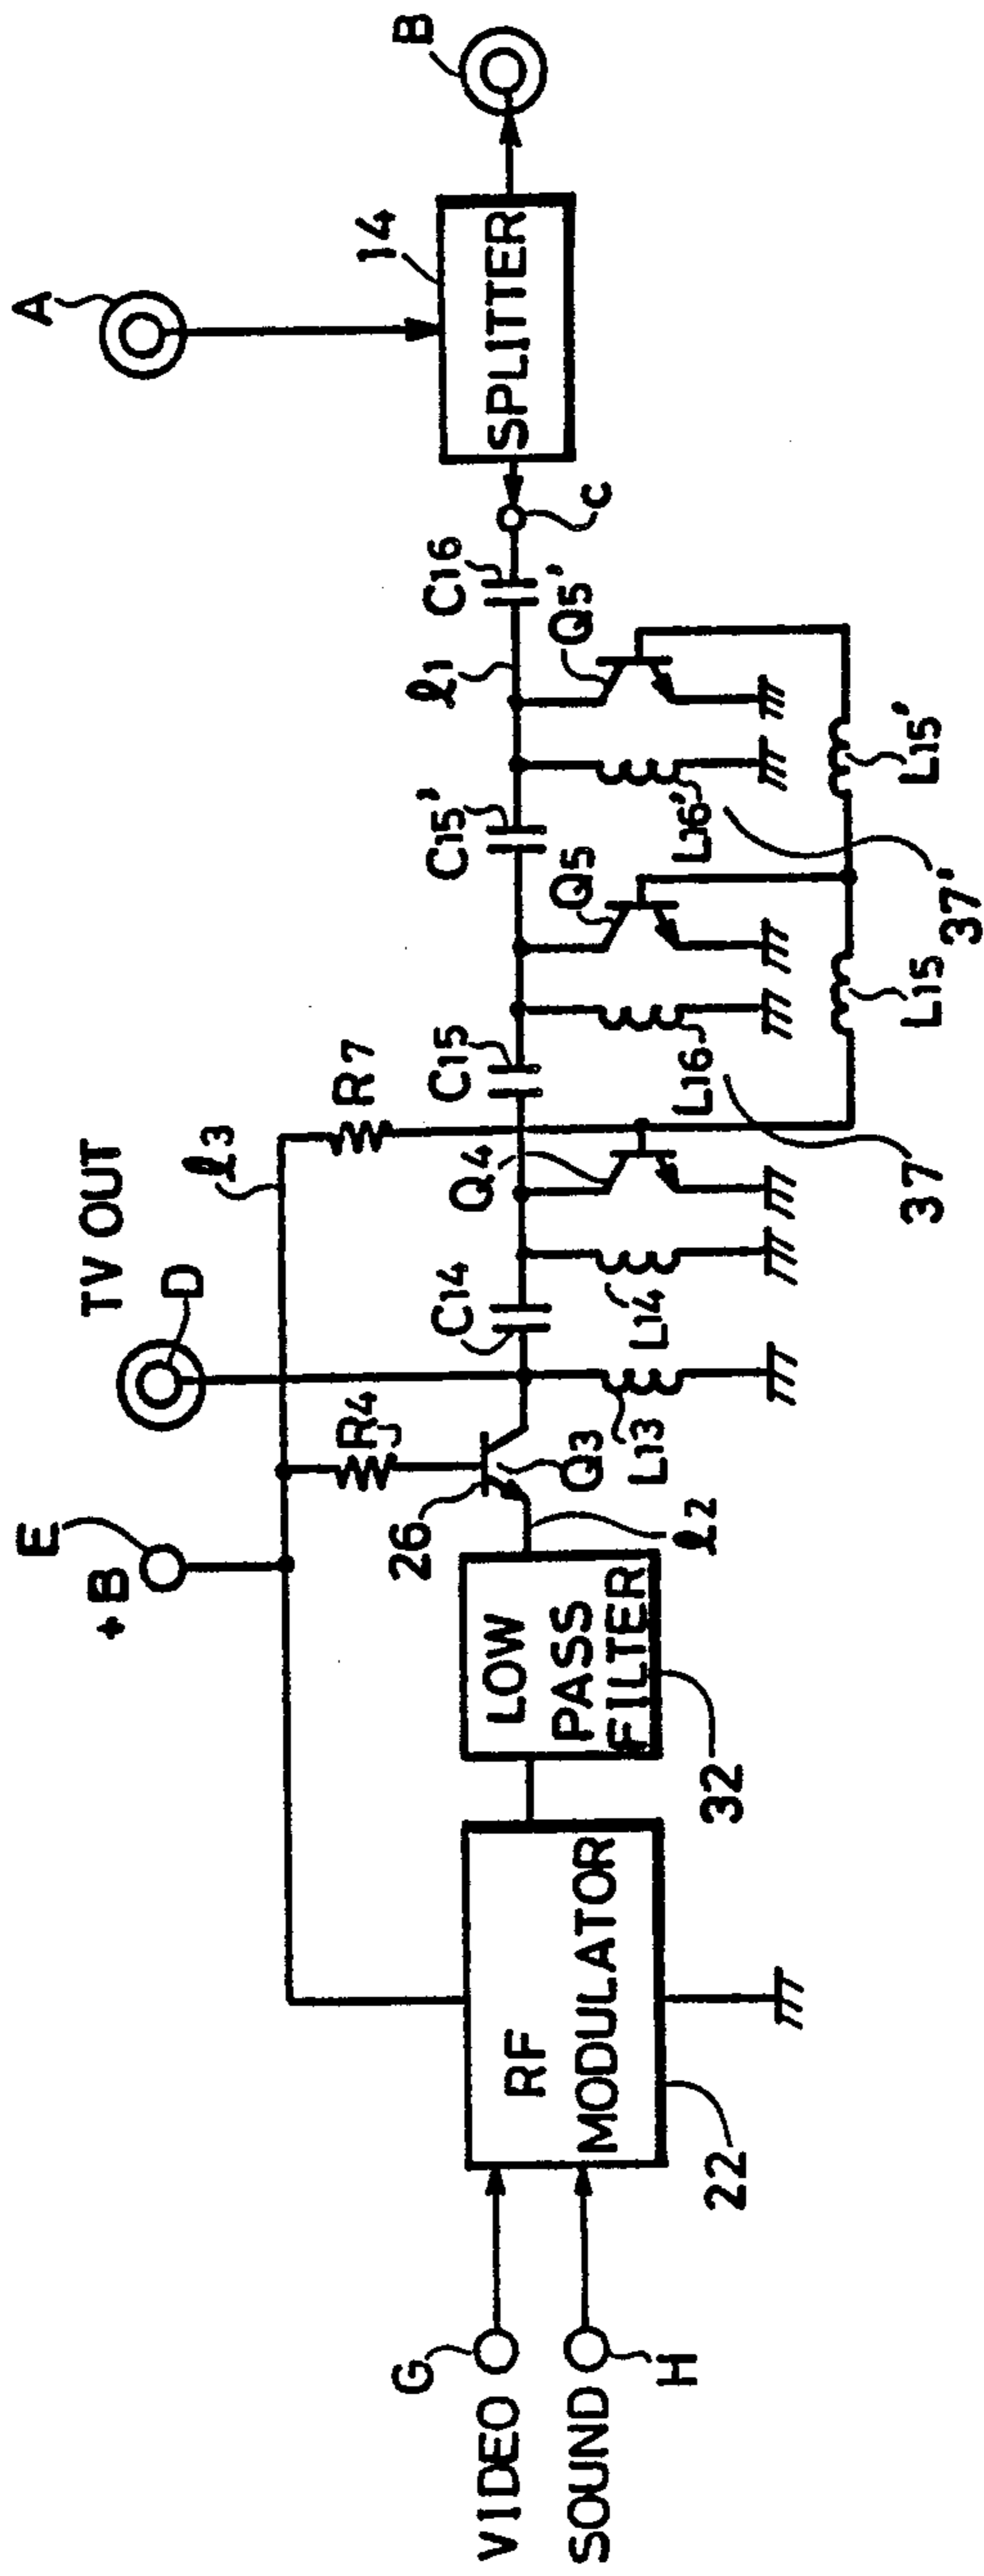 A
B
14
SPLITTER
C
C16
ℓ1
Q5'
C15'
L16'
L15'
37'
Q5
C15
L16
L15
37
R7
ℓ3
Q4
TV OUT
D
C14
L14
L13
R4
Q3
26
ℓ2
E
+B
LOW
PASS
FILTER
32
RF
MODULATOR
22
G
VIDEO
H
SOUND